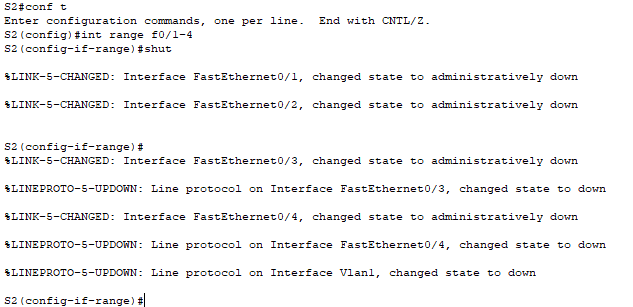 S2#conf t
Enter configuration commands, one per line.  End with CNTL/Z.
S2(config)#int range f0/1-4
S2(config-if-range)#shut
%LINK-5-CHANGED: Interface FastEthernet0/1, changed state to administratively down
%LINK-5-CHANGED: Interface FastEthernet0/2, changed state to administratively down
S2(config-if-range)#
%LINK-5-CHANGED: Interface FastEthernet0/3, changed state to administratively down
%LINEPROTO-5-UPDOWN: Line protocol on Interface FastEthernet0/3, changed state to down
%LINK-5-CHANGED: Interface FastEthernet0/4, changed state to administratively down
%LINEPROTO-5-UPDOWN: Line protocol on Interface FastEthernet0/4, changed state to down
%LINEPROTO-5-UPDOWN: Line protocol on Interface Vlan1, changed state to down
S2(config-if-range)#